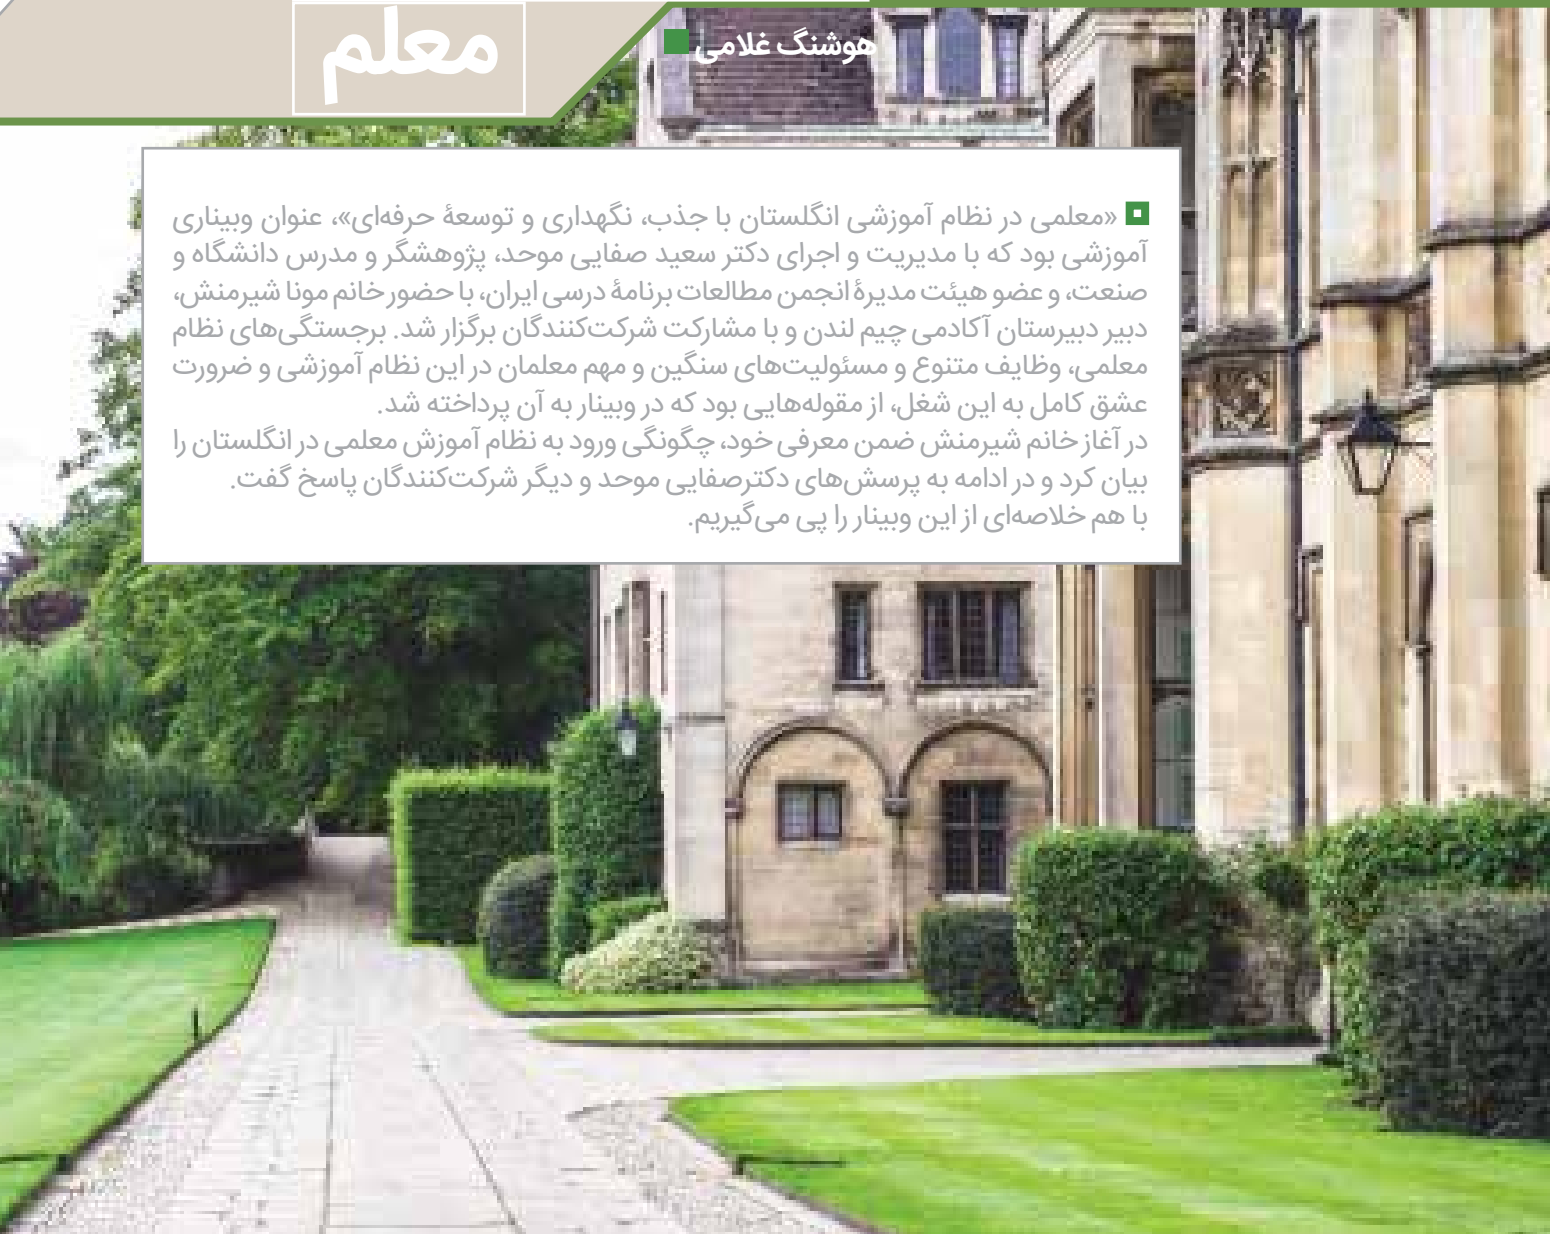 معلم
هوشنگ غلامی
«معلمی در نظام آموزشی انگلستان با جذب، نگهداری و توسعهٔ حرفه‌ای»، عنوان وبیناری
آموزشی بود که با مدیریت و اجرای دکتر سعید صفایی موحد، پژوهشگر و مدرس دانشگاه و
صنعت، و عضو هیئت مدیرهٔ انجمن مطالعات برنامهٔ درسی ایران، با حضور خانم مونا شیرمنش،
دبیر دبیرستان آکادمی چیم لندن و با مشارکت شرکت‌کنندگان برگزار شد. برجستگی‌های نظام
معلمی، وظایف متنوع و مسئولیت‌های سنگین و مهم معلمان در این نظام آموزشی و ضرورت
عشق کامل به این شغل، از مقوله‌هایی بود که در وبینار به آن پرداخته شد.
در آغاز خانم شیرمنش ضمن معرفی خود، چگونگی ورود به نظام آموزش معلمی در انگلستان را
بیان کرد و در ادامه به پرسش‌های دکترصفایی موحد و دیگر شرکت‌کنندگان پاسخ گفت.
با هم خلاصه‌ای از این وبینار را پی می‌گیریم.